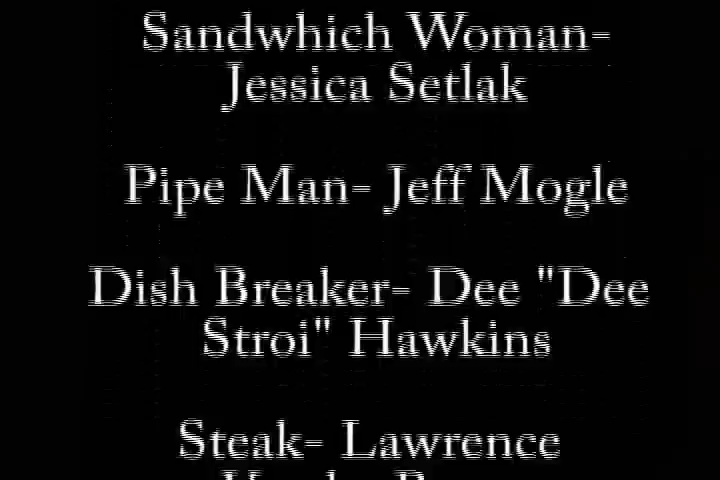 Sandwhich Woman-
Jessica Setlak
Pipe Man- Jeff Mogle
Dish Breaker- Dee "Dee
Stroi" Hawkins
Steak- Lawrence